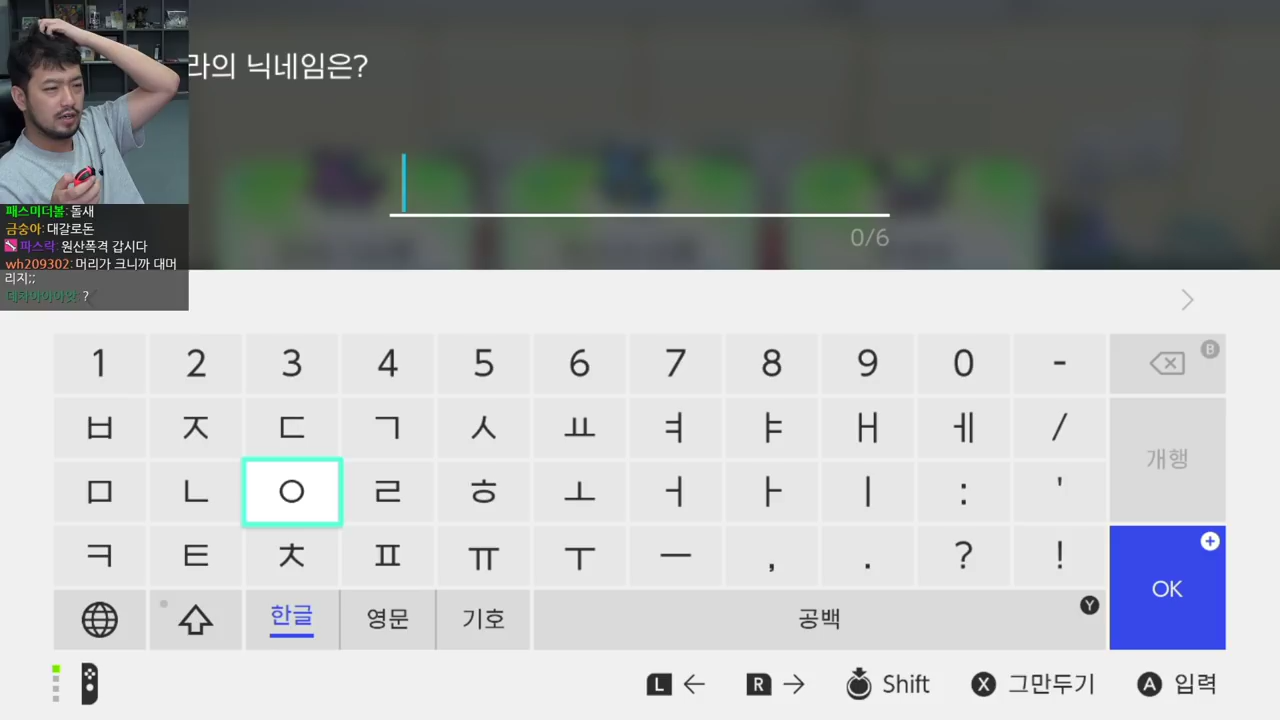 라의 닉네임은?
0/6
패스미더볼: 돌새
금숭아: 대갈로돈
파스락: 원산폭격 갑시다
wh209302: 머리가 크니까 대머
리지;;
?
1 2 3 4 5 6 7 8 9 0 -
ㅂ ㅈ ㄷ ㄱ ㅅ ㅛ ㅕ ㅑ ㅐ ㅔ /
ㅁ ㄴ ㅇ ㄹ ㅎ ㅗ ㅓ ㅏ ㅣ : '
ㅋ ㅌ ㅊ ㅍ ㅠ ㅜ ㅡ , . ? !
B
개행
+
OK
한글 영문 기호 공백 Y
L ← R → Shift X 그만두기 A 입력